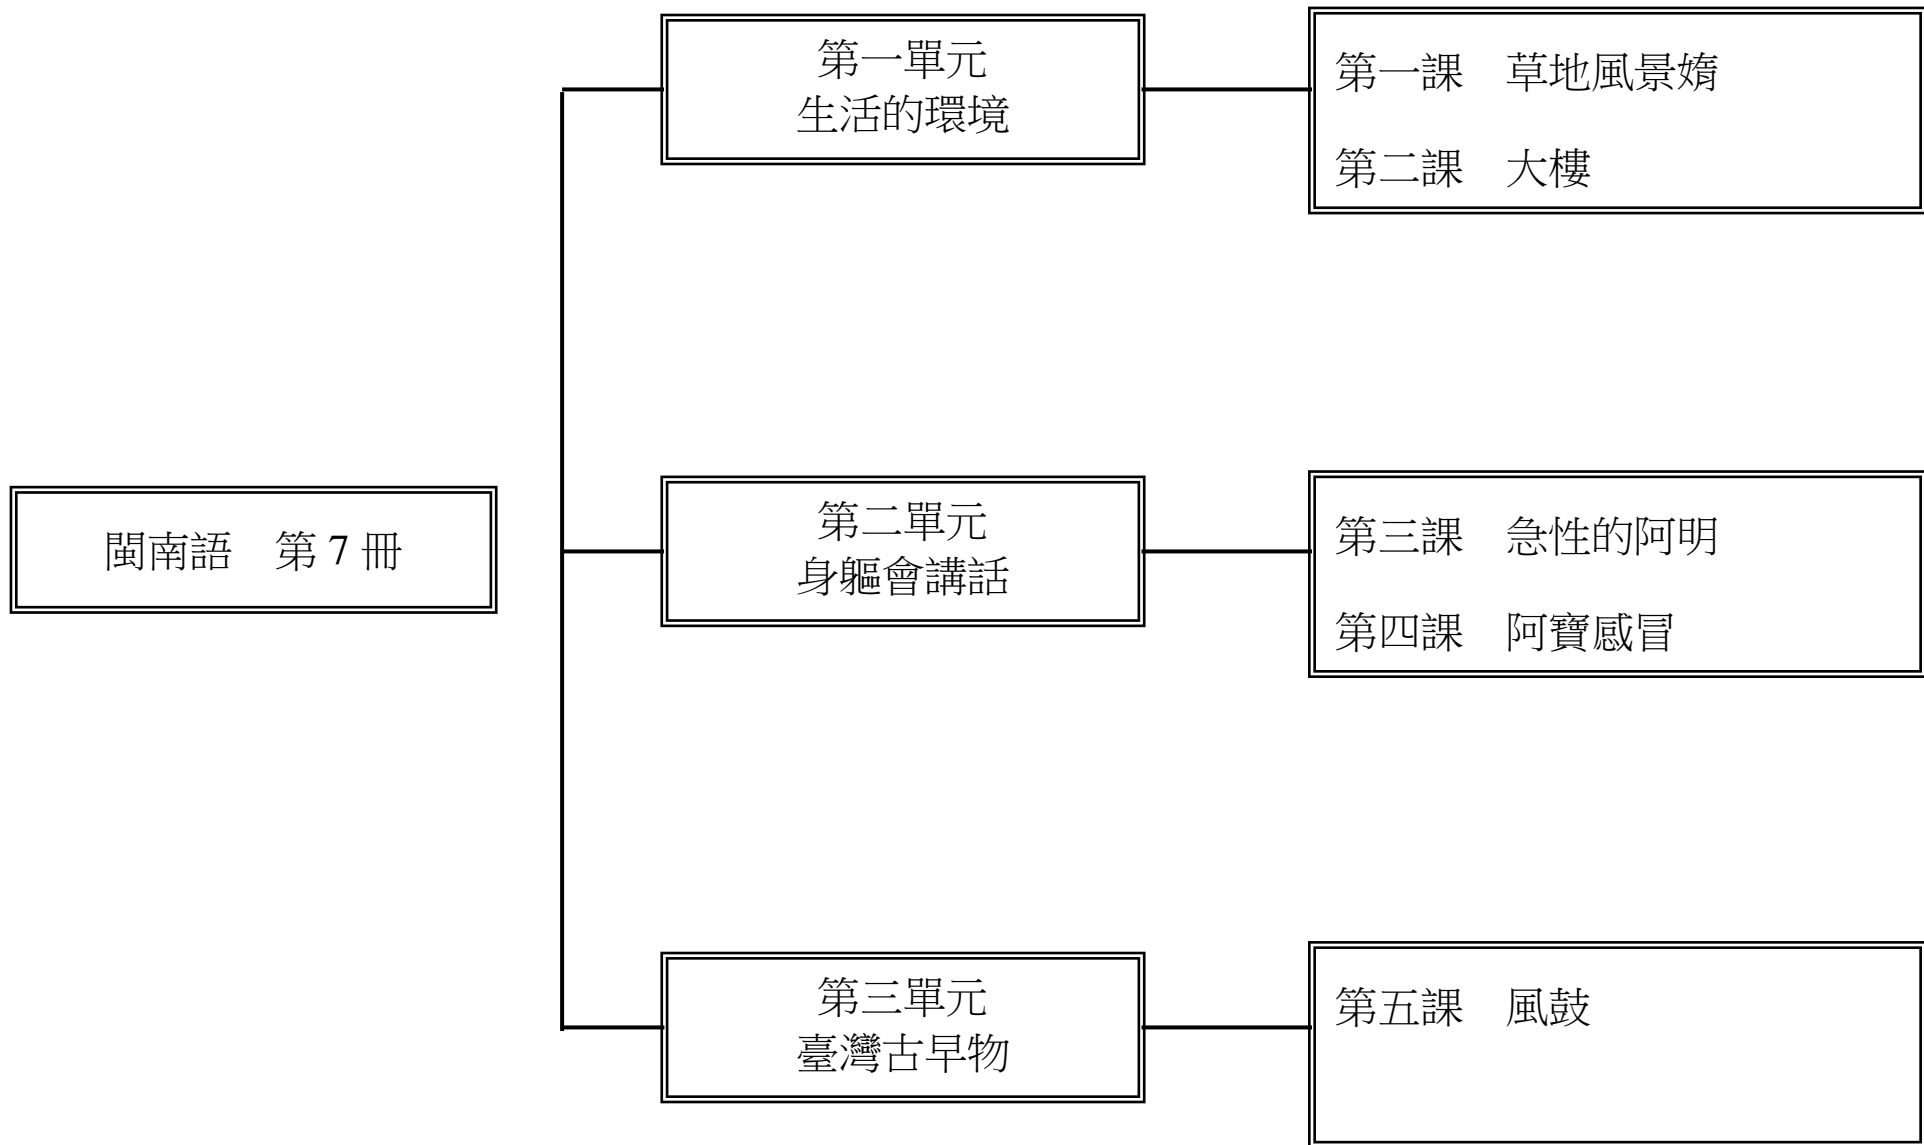 閩南語　第 7 冊
第一單元
生活的環境
第一課　草地風景媠
第二課　大樓
第二單元
身軀會講話
第三課　急性的阿明
第四課　阿寶感冒
第三單元
臺灣古早物
第五課　風鼓